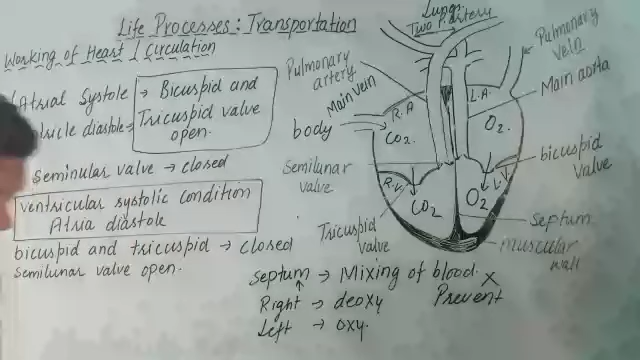 Life Processes: Transportation
Working of Heart / Circulation
Atrial Systole → Bicuspid and
Tricuspid valve
open.
Seminular valve → closed
ventricular systolic condition
Atria diastole
bicuspid and tricuspid → closed
semilunar valve open.
Septum → Mixing of blood X
Prevent
Right → deoxy
Left → oxy.
Lungs
Two P. artery
Pulmonary
artery
Main vein
body
Semilunar
valve
Tricuspid
valve
R.A
CO2.
R.V.
CO2
L.A.
O2.
O2
Pulmonary
vein
Main aorta
bicuspid
Valve
Septum
muscular
wall